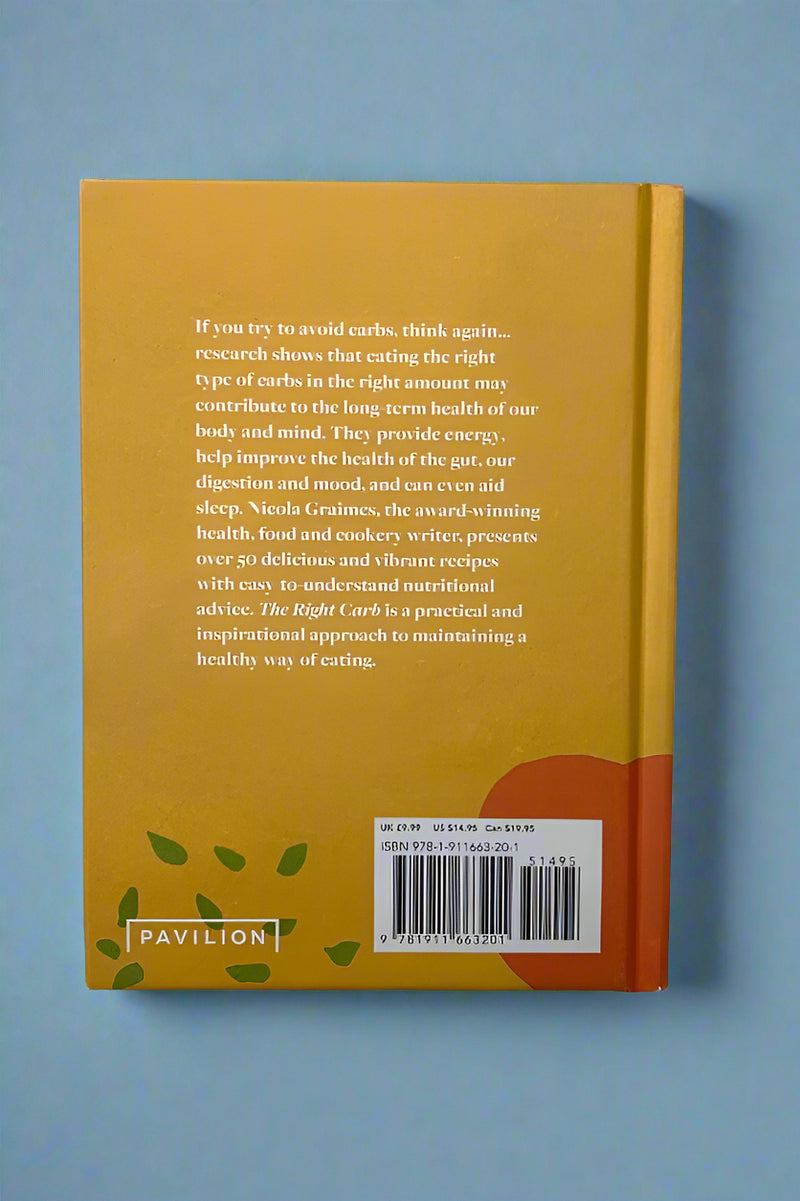 If you try to avoid carbs, think again...
research shows that eating the right
type of carbs in the right amount may
contribute to the long-term health of our
body and mind. They provide energy,
help improve the health of the gut, our
digestion and mood, and can even aid
sleep. Nicola Graimes, the award-winning
health, food and cookery writer, presents
over 50 delicious and vibrant recipes
with easy-to-understand nutritional
advice. The Right Carb is a practical and
inspirational approach to maintaining a
healthy way of eating.
UK £9.99 US $14.95 Can $19.95
ISBN 978-1-911663-20-1
51495
9 781911 663201
PAVILION